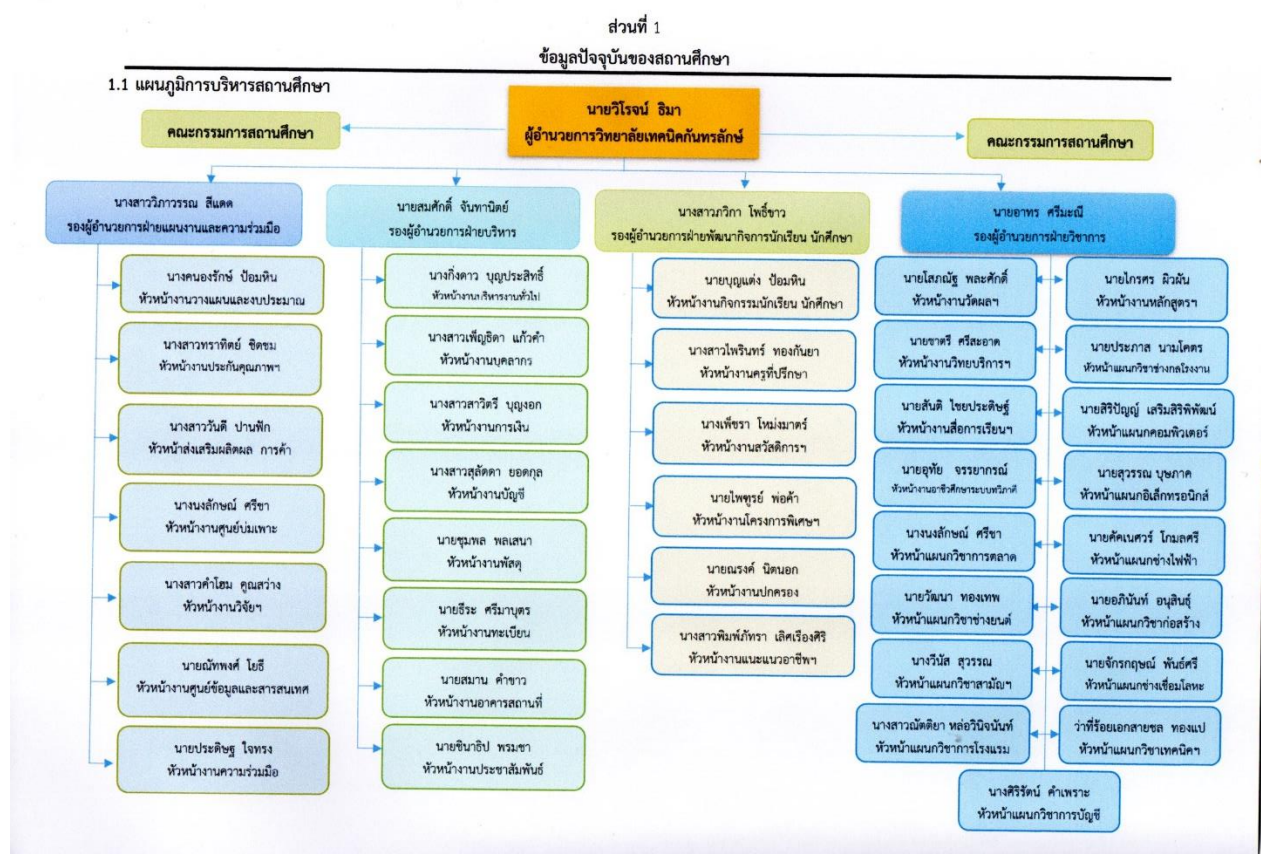 ส่วนที่ 1
ข้อมูลปัจจุบันของสถานศึกษา
1.1 แผนภูมิการบริหารสถานศึกษา
นายวิโรจน์ ธิมา
ผู้อำนวยการวิทยาลัยเทคนิคกันทรลักษ์
คณะกรรมการสถานศึกษา
คณะกรรมการสถานศึกษา
นางสาววิภาวรรณ สีแดด
รองผู้อำนวยการฝ่ายแผนงานและความร่วมมือ
นางคนองรักษ์ ป้อมหิน
หัวหน้างานวางแผนและงบประมาณ
นางสาวทราทิตย์ ชิดชม
หัวหน้างานประกันคุณภาพฯ
นางสาววันดี ปานฟัก
หัวหน้าส่งเสริมผลิตผล การค้า
นางนงลักษณ์ ศรีชา
หัวหน้างานศูนย์บ่มเพาะ
นางสาวคำโฮม คูณสว่าง
หัวหน้างานวิจัยฯ
นายณัทพงศ์ โยธี
หัวหน้างานศูนย์ข้อมูลและสารสนเทศ
นายประดิษฐ ใจทรง
หัวหน้างานความร่วมมือ
นายสมศักดิ์ จันทานิตย์
รองผู้อำนวยการฝ่ายบริหาร
นางกิ่งดาว บุญประสิทธิ์
หัวหน้างานบริหารงานทั่วไป
นางสาวเพ็ญธิดา แก้วคำ
หัวหน้างานบุคลากร
นางสาวสาวิตรี บุญงอก
หัวหน้างานการเงิน
นางสาวสุลัดดา ยอดกุล
หัวหน้างานบัญชี
นายชุมพล พลเสนา
หัวหน้างานพัสดุ
นายธีระ ศรีมาบุตร
หัวหน้างานทะเบียน
นายสมาน คำขาว
หัวหน้างานอาคารสถานที่
นายชินาธิป พรมชา
หัวหน้างานประชาสัมพันธ์
นางสาวภวิกา โพธิ์ขาว
รองผู้อำนวยการฝ่ายพัฒนากิจการนักเรียน นักศึกษา
นายบุญแต่ง ป้อมหิน
หัวหน้างานกิจกรรมนักเรียน นักศึกษา
นางสาวไพรินทร์ ทองกันยา
หัวหน้างานครูที่ปรึกษา
นางเพ็ชรา โหม่งมาตร์
หัวหน้างานสวัสดิการฯ
นายไพฑูรย์ พ่อค้า
หัวหน้างานโครงการพิเศษฯ
นายณรงค์ นิตนอก
หัวหน้างานปกครอง
นางสาวพิมพ์ภัทรา เลิศเรืองศิริ
หัวหน้างานแนะแนวอาชีพฯ
นายอาทร ศรีมะณี
รองผู้อำนวยการฝ่ายวิชาการ
นายโสภณัฐ พละศักดิ์
หัวหน้างานวัดผลฯ
นายไกรศร ผิวผัน
หัวหน้างานหลักสูตรฯ
นายชาตรี ศรีสะอาด
หัวหน้างานวิทยบริการฯ
นายประภาส นามโคตร
หัวหน้าแผนกวิชาช่างกลโรงงาน
นายสันติ ไชยประดิษฐ์
หัวหน้างานสื่อการเรียนฯ
นายสิริปัญญ์ เสริมสิริพิพัฒน์
หัวหน้าแผนกคอมพิวเตอร์
นายอุทัย จรรยากรณ์
หัวหน้างานอาชีวศึกษาระบบทวิภาคี
นายสุวรรณ บุษภาค
หัวหน้าแผนกอิเล็กทรอนิกส์
นางนงลักษณ์ ศรีชา
หัวหน้าแผนกวิชาการตลาด
นายคัคเนศวร์ โกมลศรี
หัวหน้าแผนกช่างไฟฟ้า
นายวัฒนา ทองเทพ
หัวหน้าแผนกวิชาช่างยนต์
นายอภินันท์ อนุสินธุ์
หัวหน้าแผนกวิชาก่อสร้าง
นางวีนัส สุวรรณ
หัวหน้าแผนกวิชาสามัญฯ
นายจักรกฤษณ์ พันธ์ศรี
หัวหน้าแผนกช่างเชื่อมโลหะ
นางสาวณัตติยา หล่อวินิจนันท์
หัวหน้าแผนกวิชาการโรงแรม
ว่าที่ร้อยเอกสายชล ทองแป
หัวหน้าแผนกวิชาเทคนิคฯ
นางศิริรัตน์ คำเพราะ
หัวหน้าแผนกวิชาการบัญชี